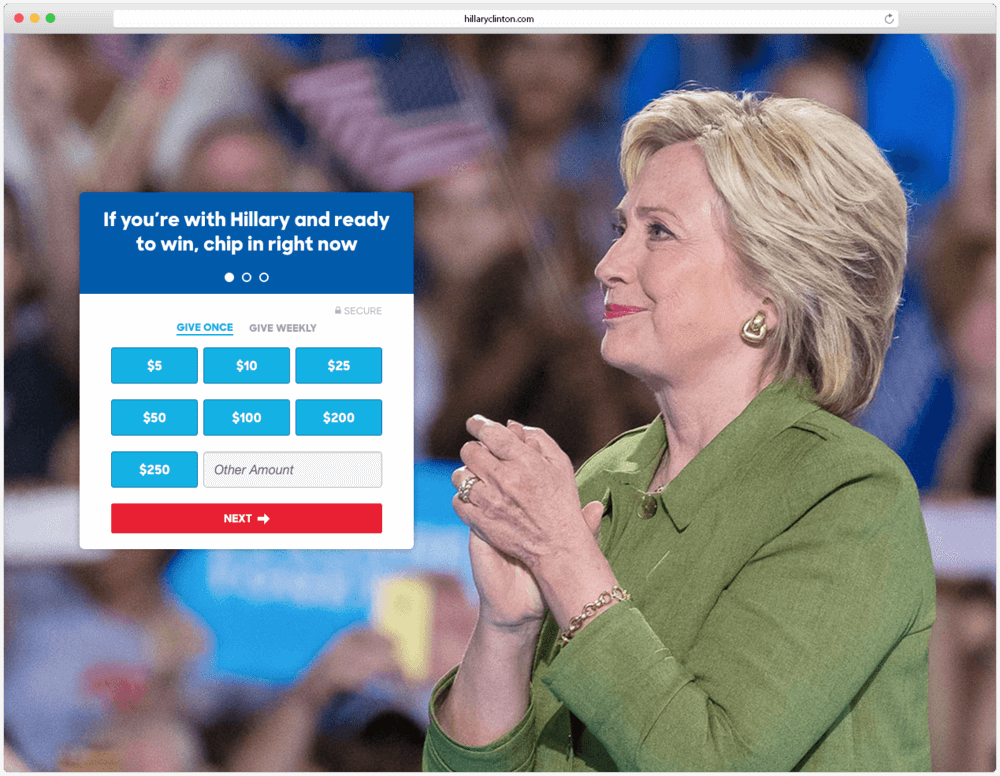 hillaryclinton.com
If you’re with Hillary and ready
to win, chip in right now
SECURE
GIVE ONCE GIVE WEEKLY
$5 $10 $25
$50 $100 $200
$250 Other Amount
NEXT